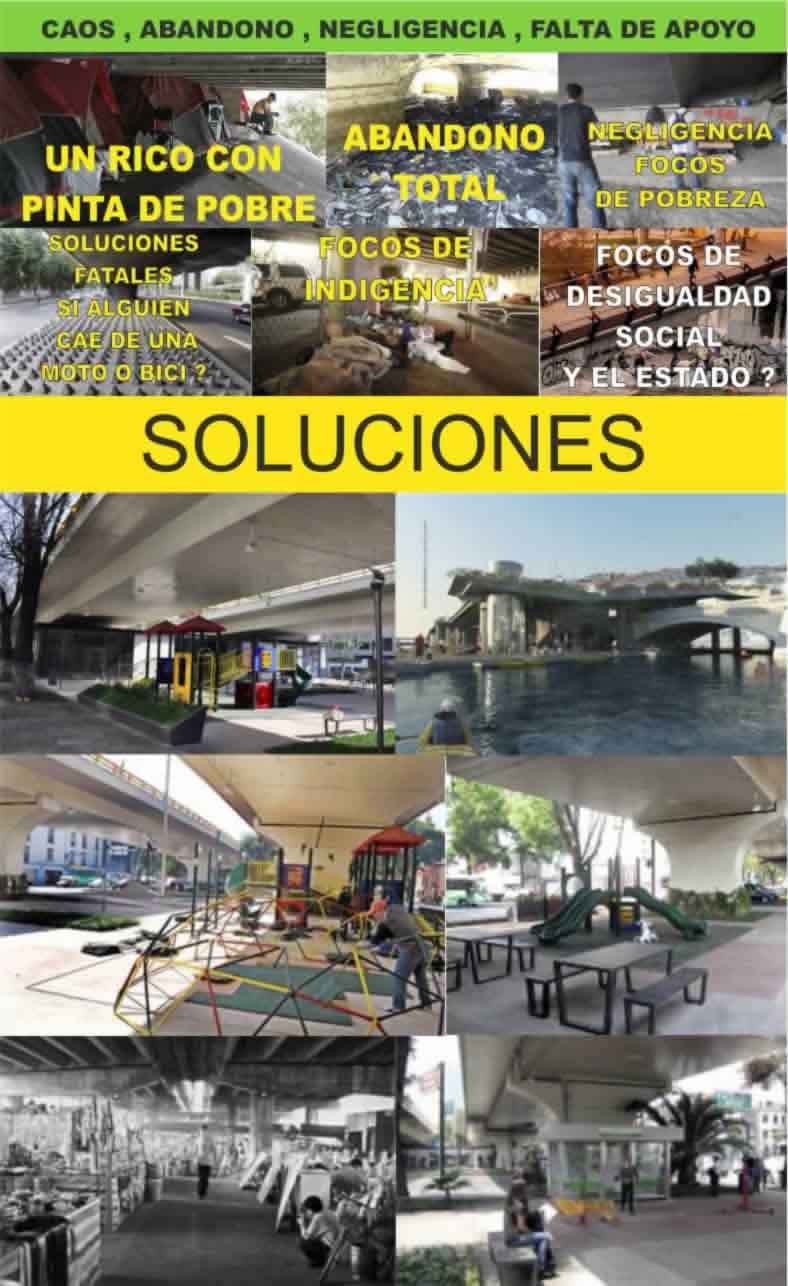 CAOS , ABANDONO , NEGLIGENCIA , FALTA DE APOYO
UN RICO CON
PINTA DE POBRE
ABANDONO
TOTAL
NEGLIGENCIA
FOCOS
DE POBREZA
SOLUCIONES
FATALES
SI ALGUIEN
CAE DE UNA
MOTO O BICI ?
FOCOS DE
INDIGENCIA
FOCOS DE
DESIGUALDAD
SOCIAL
Y EL ESTADO ?
SOLUCIONES